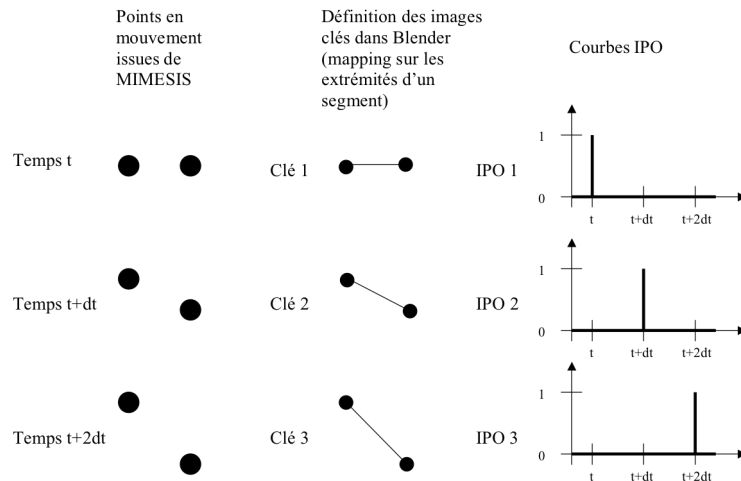 Points en
mouvement
issues de
MIMESIS
Définition des images
clés dans Blender
(mapping sur les
extrémités d'un
segment)
Courbes IPO
Temps t
Clé 1
IPO 1
1
0
t
t+dt
t+2dt
Temps t+dt
Clé 2
IPO 2
1
0
t
t+dt
t+2dt
Temps t+2dt
Clé 3
IPO 3
1
0
t
t+dt
t+2dt